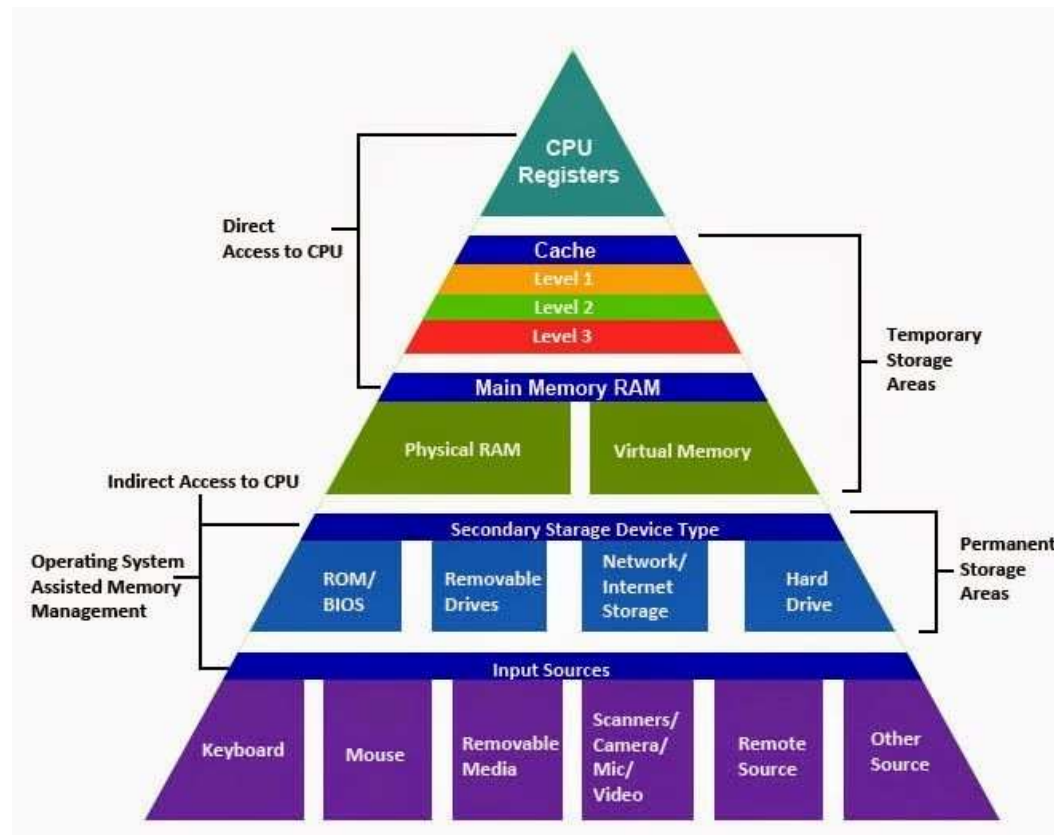 CPU
Registers
Direct
Access to CPU
Cache
Level 1
Level 2
Level 3
Temporary
Storage
Areas
Main Memory RAM
Physical RAM
Virtual Memory
Indirect Access to CPU
Secondary Starage Device Type
Operating System
Assisted Memory
Management
ROM/
BIOS
Removable
Drives
Network/
Internet
Storage
Hard
Drive
Permanent
Storage
Areas
Input Sources
Keyboard
Mouse
Removable
Media
Scanners/
Camera/
Mic/
Video
Remote
Source
Other
Source